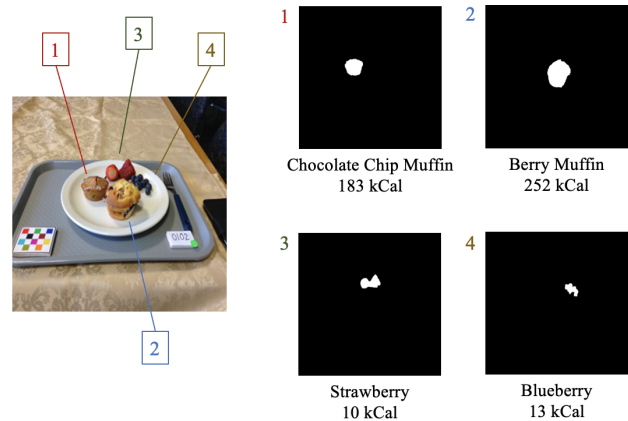 1
2
3
4
1
Chocolate Chip Muffin
183 kCal
2
Berry Muffin
252 kCal
3
Strawberry
10 kCal
4
Blueberry
13 kCal
0102